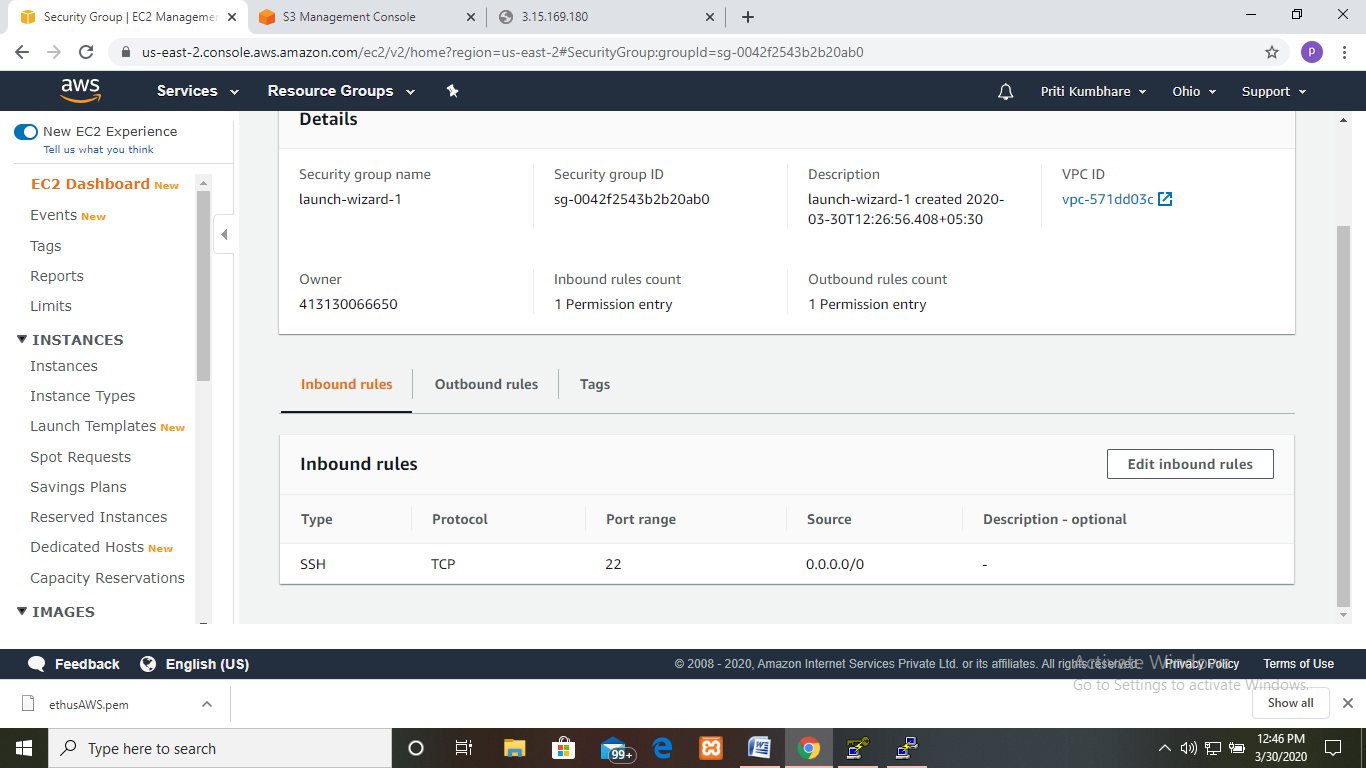 Security Group | EC2 Managemen
S3 Management Console
3.15.169.180
us-east-2.console.aws.amazon.com/ec2/v2/home?region=us-east-2#SecurityGroup:groupId=sg-0042f2543b2b20ab0
p
aws
Services
Resource Groups
Priti Kumbhare
Ohio
Support
New EC2 Experience
Tell us what you think
EC2 Dashboard New
Events New
Tags
Reports
Limits
INSTANCES
Instances
Instance Types
Launch Templates New
Spot Requests
Savings Plans
Reserved Instances
Dedicated Hosts New
Capacity Reservations
IMAGES
Details
Security group name
launch-wizard-1
Security group ID
sg-0042f2543b2b20ab0
Description
launch-wizard-1 created 2020-
03-30T12:26:56.408+05:30
VPC ID
vpc-571dd03c
Owner
413130066650
Inbound rules count
1 Permission entry
Outbound rules count
1 Permission entry
Inbound rules
Outbound rules
Tags
Inbound rules
Edit inbound rules
Type
Protocol
Port range
Source
Description - optional
SSH
TCP
22
0.0.0.0/0
-
Feedback
English (US)
© 2008 - 2020, Amazon Internet Services Private Ltd. or its affiliates. All rights reserved.
Privacy Policy
Terms of Use
Activate Windows
Go to Settings to activate Windows.
ethusAWS.pem
Show all
Type here to search
99+
12:46 PM
3/30/2020